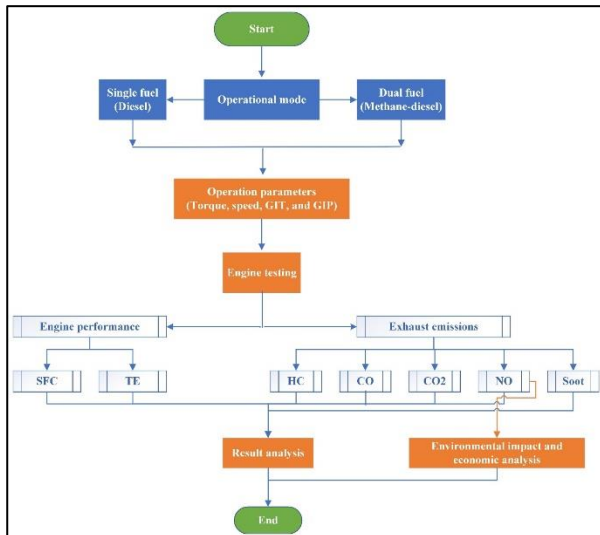 Start
Single fuel
(Diesel)
Operational mode
Dual fuel
(Methane-diesel)
Operation parameters
(Torque, speed, GIT, and GIP)
Engine testing
Engine performance
Exhaust emissions
SFC
TE
HC
CO
CO2
NO
Soot
Result analysis
Environmental impact and
economic analysis
End